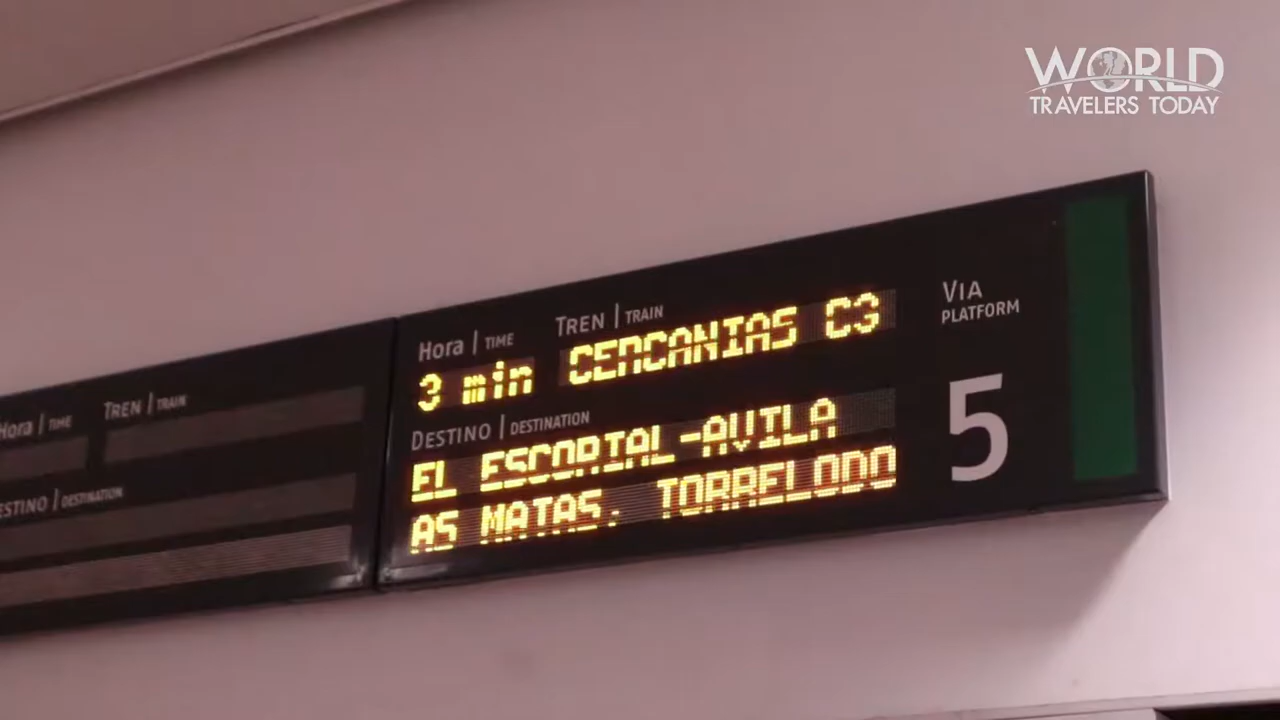 WORLD
TRAVELERS TODAY
Hora | TIME
TREN | TRAIN
DESTINO | DESTINATION
Hora | TIME
TREN | TRAIN
VIA
PLATFORM
3 min
CERCANIAS C3
DESTINO | DESTINATION
EL ESCORIAL-AVILA
AS MATAS. TORRELODO
5